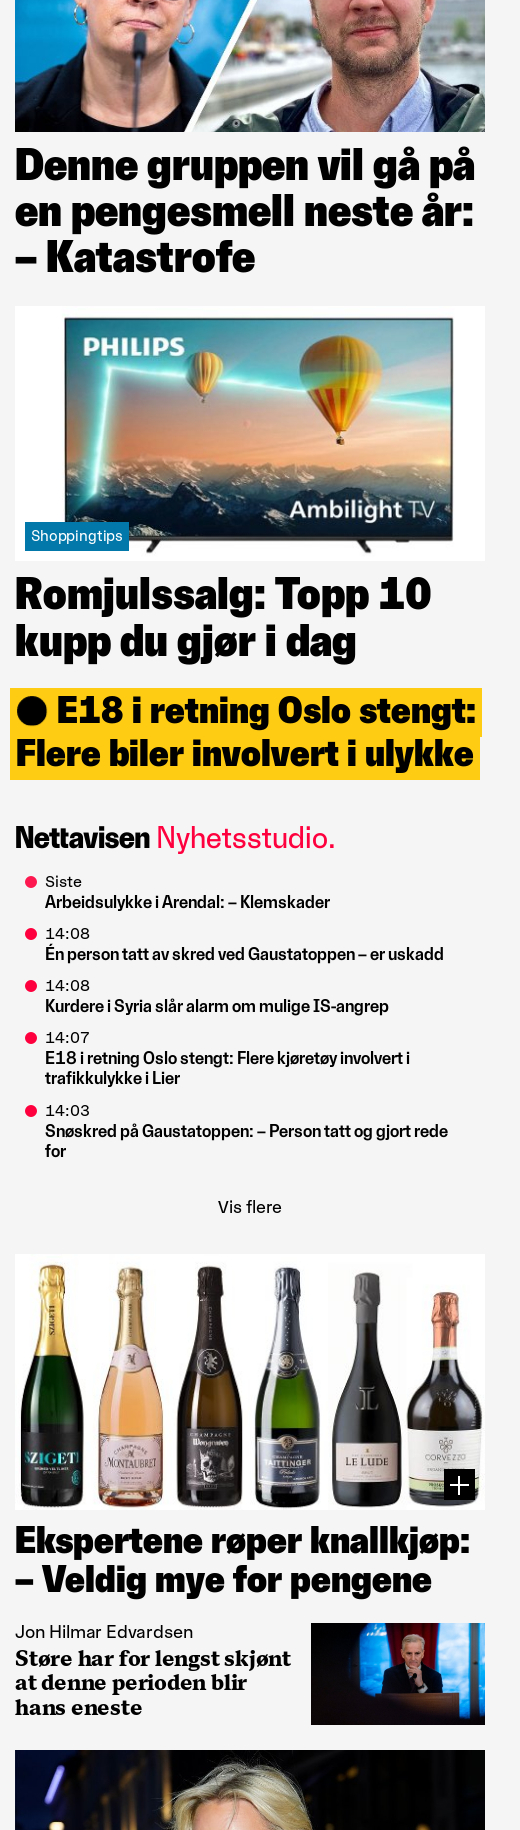 Denne gruppen vil gå på
en pengesmell neste år:
– Katastrofe
PHILIPS
Ambilight TV
Shoppingtips
Romjulssalg: Topp 10
kupp du gjør i dag
E18 i retning Oslo stengt:
Flere biler involvert i ulykke
Nettavisen Nyhetsstudio.
Siste
Arbeidsulykke i Arendal: – Klemskader
14:08
Én person tatt av skred ved Gaustatoppen – er uskadd
14:08
Kurdere i Syria slår alarm om mulige IS-angrep
14:07
E18 i retning Oslo stengt: Flere kjøretøy involvert i
trafikkulykke i Lier
14:03
Snøskred på Gaustatoppen: – Person tatt og gjort rede
for
Vis flere
SZIGETI
SZIGETI
CHAMPAGNE
MONTAUBRET
CHAMPAGNE
CHAMPAGNE
TAITTINGER
LE LUDE
CORVEZZO
Ekspertene røper knallkjøp:
– Veldig mye for pengene
Jon Hilmar Edvardsen
Støre har for lengst skjønt
at denne perioden blir
hans eneste